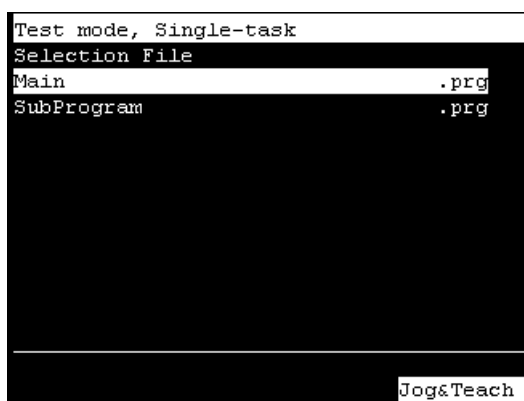 Test mode, Single-task
Selection File
Main .prg
SubProgram .prg
Jog&Teach